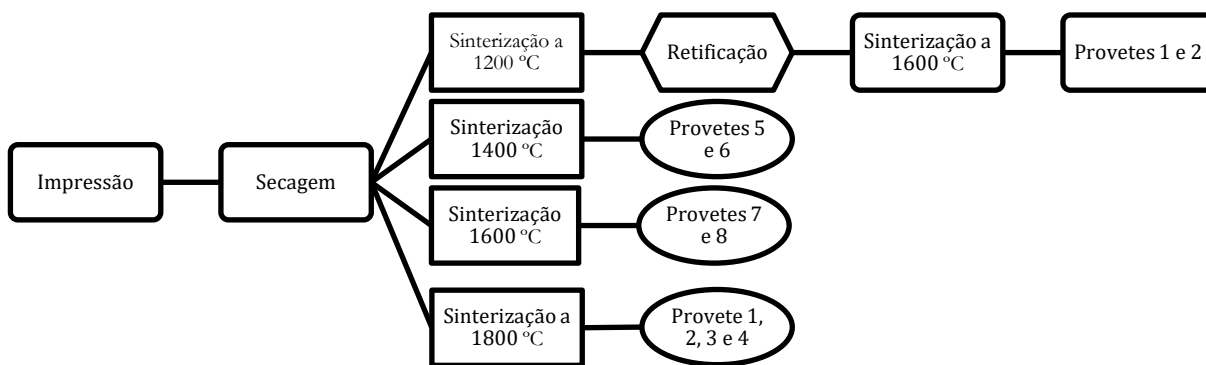 Impressão
Secagem
Sinterização a
1200 ºC
Retificação
Sinterização a
1600 ºC
Provetes 1 e 2
Sinterização
1400 ºC
Provetes 5
e 6
Sinterização
1600 ºC
Provetes 7
e 8
Sinterização a
1800 ºC
Provete 1,
2, 3 e 4